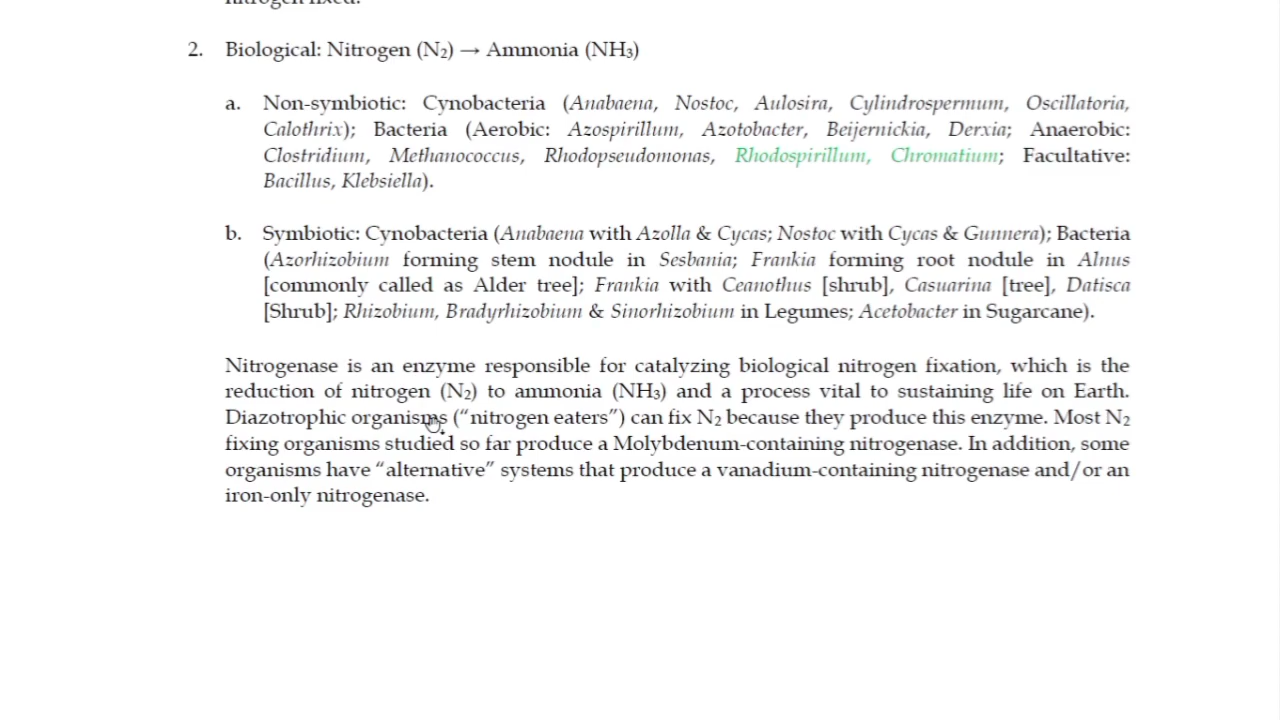 nitrogen fixed.
2. Biological: Nitrogen (N₂) → Ammonia (NH₃)
a. Non-symbiotic: Cynobacteria (Anabaena, Nostoc, Aulosira, Cylindrospermum, Oscillatoria,
Calothrix); Bacteria (Aerobic: Azospirillum, Azotobacter, Beijernickia, Derxia; Anaerobic:
Clostridium, Methanococcus, Rhodopseudomonas, Rhodospirillum, Chromatium; Facultative:
Bacillus, Klebsiella).
b. Symbiotic: Cynobacteria (Anabaena with Azolla & Cycas; Nostoc with Cycas & Gunnera); Bacteria
(Azorhizobium forming stem nodule in Sesbania; Frankia forming root nodule in Alnus
[commonly called as Alder tree]; Frankia with Ceanothus [shrub], Casuarina [tree], Datisca
[Shrub]; Rhizobium, Bradyrhizobium & Sinorhizobium in Legumes; Acetobacter in Sugarcane).
Nitrogenase is an enzyme responsible for catalyzing biological nitrogen fixation, which is the
reduction of nitrogen (N₂) to ammonia (NH₃) and a process vital to sustaining life on Earth.
Diazotrophic organisms (“nitrogen eaters”) can fix N₂ because they produce this enzyme. Most N₂
fixing organisms studied so far produce a Molybdenum-containing nitrogenase. In addition, some
organisms have “alternative” systems that produce a vanadium-containing nitrogenase and/or an
iron-only nitrogenase.